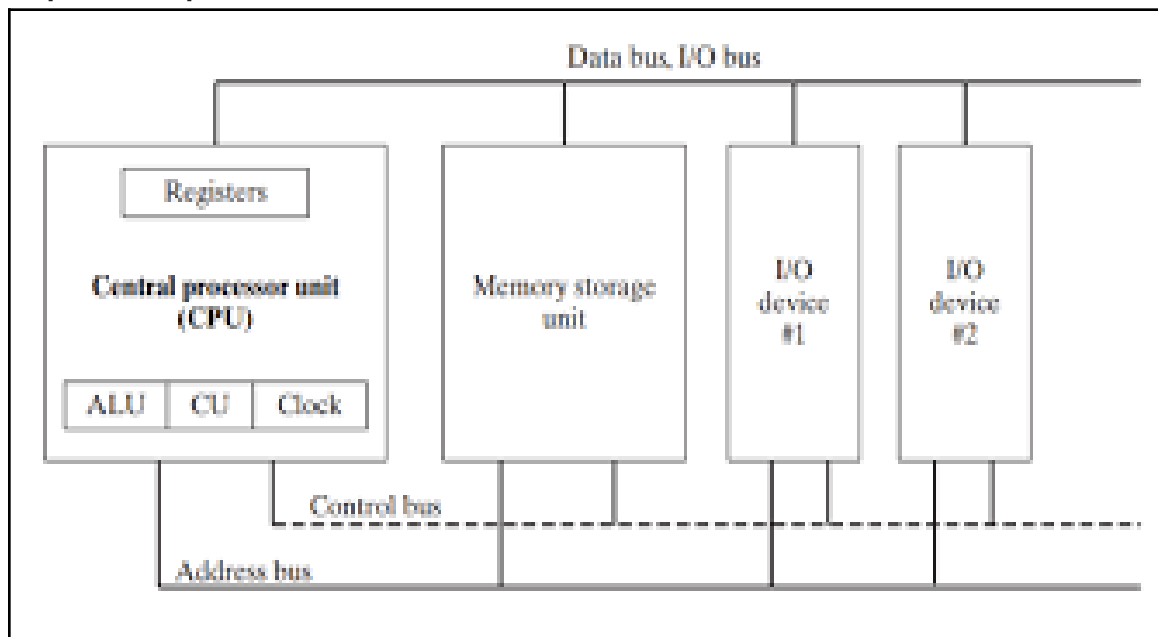 Data bus, I/O bus
Registers
Central processor unit
(CPU)
ALU
CU
Clock
Memory storage
unit
I/O
device
#1
I/O
device
#2
Control bus
Address bus